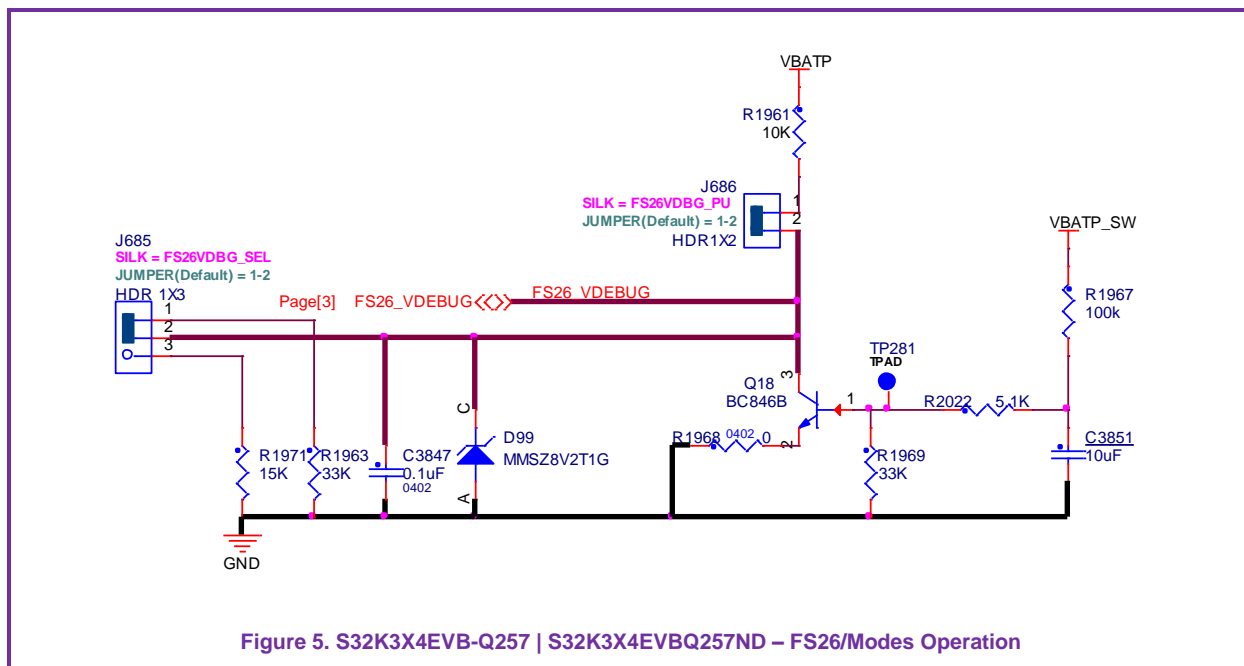 VBATP
R1961
10K
J686
SILK = FS26VDBG_PU
JUMPER(Default) = 1-2
HDR1X2
1
2
VBATP_SW
J685
SILK = FS26VDBG_SEL
JUMPER(Default) = 1-2
HDR 1X3
1
2
3
Page[3] FS26_VDEBUG
FS26_VDEBUG
R1967
100k
TP281
TPAD
3
Q18
BC846B
1
2
R2022 5.1K
R1968 0402 0
C
D99
MMSZ8V2T1G
A
C3851
10uF
R1971
15K
R1963
33K
C3847
0.1uF
0402
R1969
33K
GND
Figure 5. S32K3X4EVB-Q257 | S32K3X4EVBQ257ND – FS26/Modes Operation